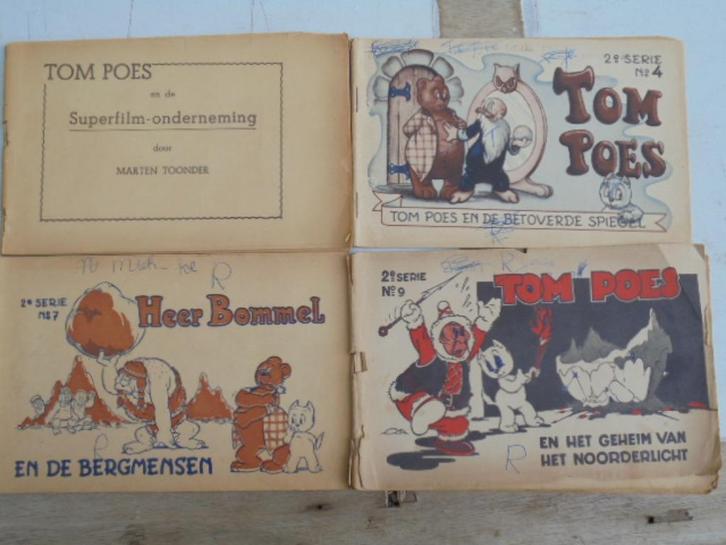 TOM POES
en de
Superfilm-onderneming
door
MARTEN TOONDER
2e SERIE
No 4
TOM
POES
TOM POES EN DE BETOVERDE SPIEGEL
R
R
2e SERIE
No 7
Heer Bommel
R
EN DE BERGMENSEN
R
2e SERIE
No 9
TOM POES
R
EN HET GEHEIM VAN
HET NOORDERLICHT